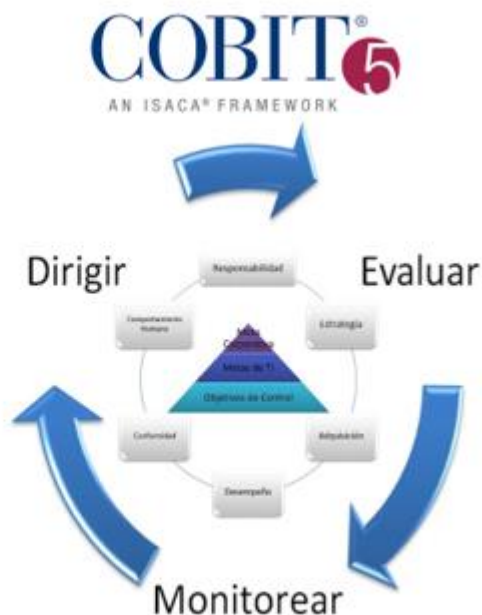 COBIT® 5
AN ISACA® FRAMEWORK
Dirigir
Evaluar
Responsabilidad
Comportamiento
Humano
Estrategia
Metas de TI
Objetivos de Control
Conformidad
Adquisición
Desempeño
Monitorear